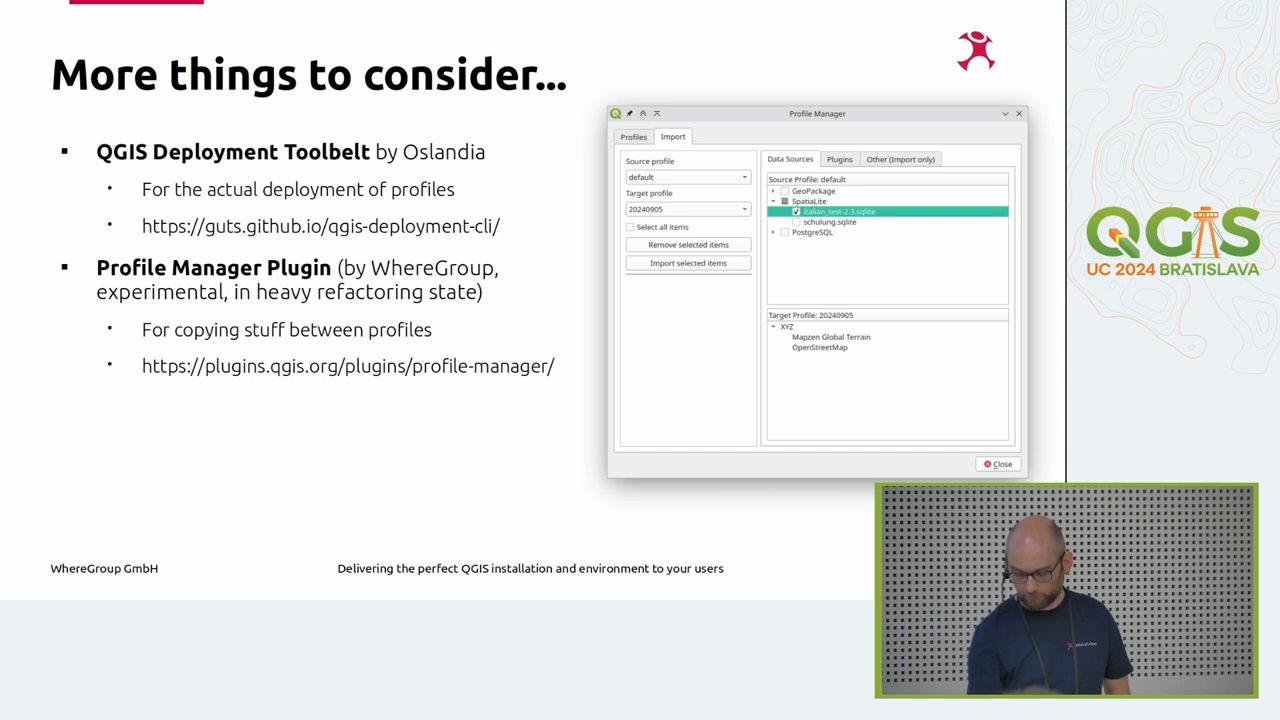 More things to consider...
▪ QGIS Deployment Toolbelt by Oslandia
• For the actual deployment of profiles
• https://guts.github.io/qgis-deployment-cli/
▪ Profile Manager Plugin (by WhereGroup,
experimental, in heavy refactoring state)
• For copying stuff between profiles
• https://plugins.qgis.org/plugins/profile-manager/
Profile Manager
Profiles Import
Source profile
default
Target profile
20240905
Select all items
Remove selected items
Import selected items
Data Sources Plugins Other (Import only)
Source Profile: default
GeoPackage
SpatiaLite
italian_test-2.3.sqlite
schulung.sqlite
PostgreSQL
Target Profile: 20240905
XYZ
Mapzen Global Terrain
OpenStreetMap
Close
WhereGroup GmbH
Delivering the perfect QGIS installation and environment to your users
QGIS
UC 2024 BRATISLAVA
WhereGroup